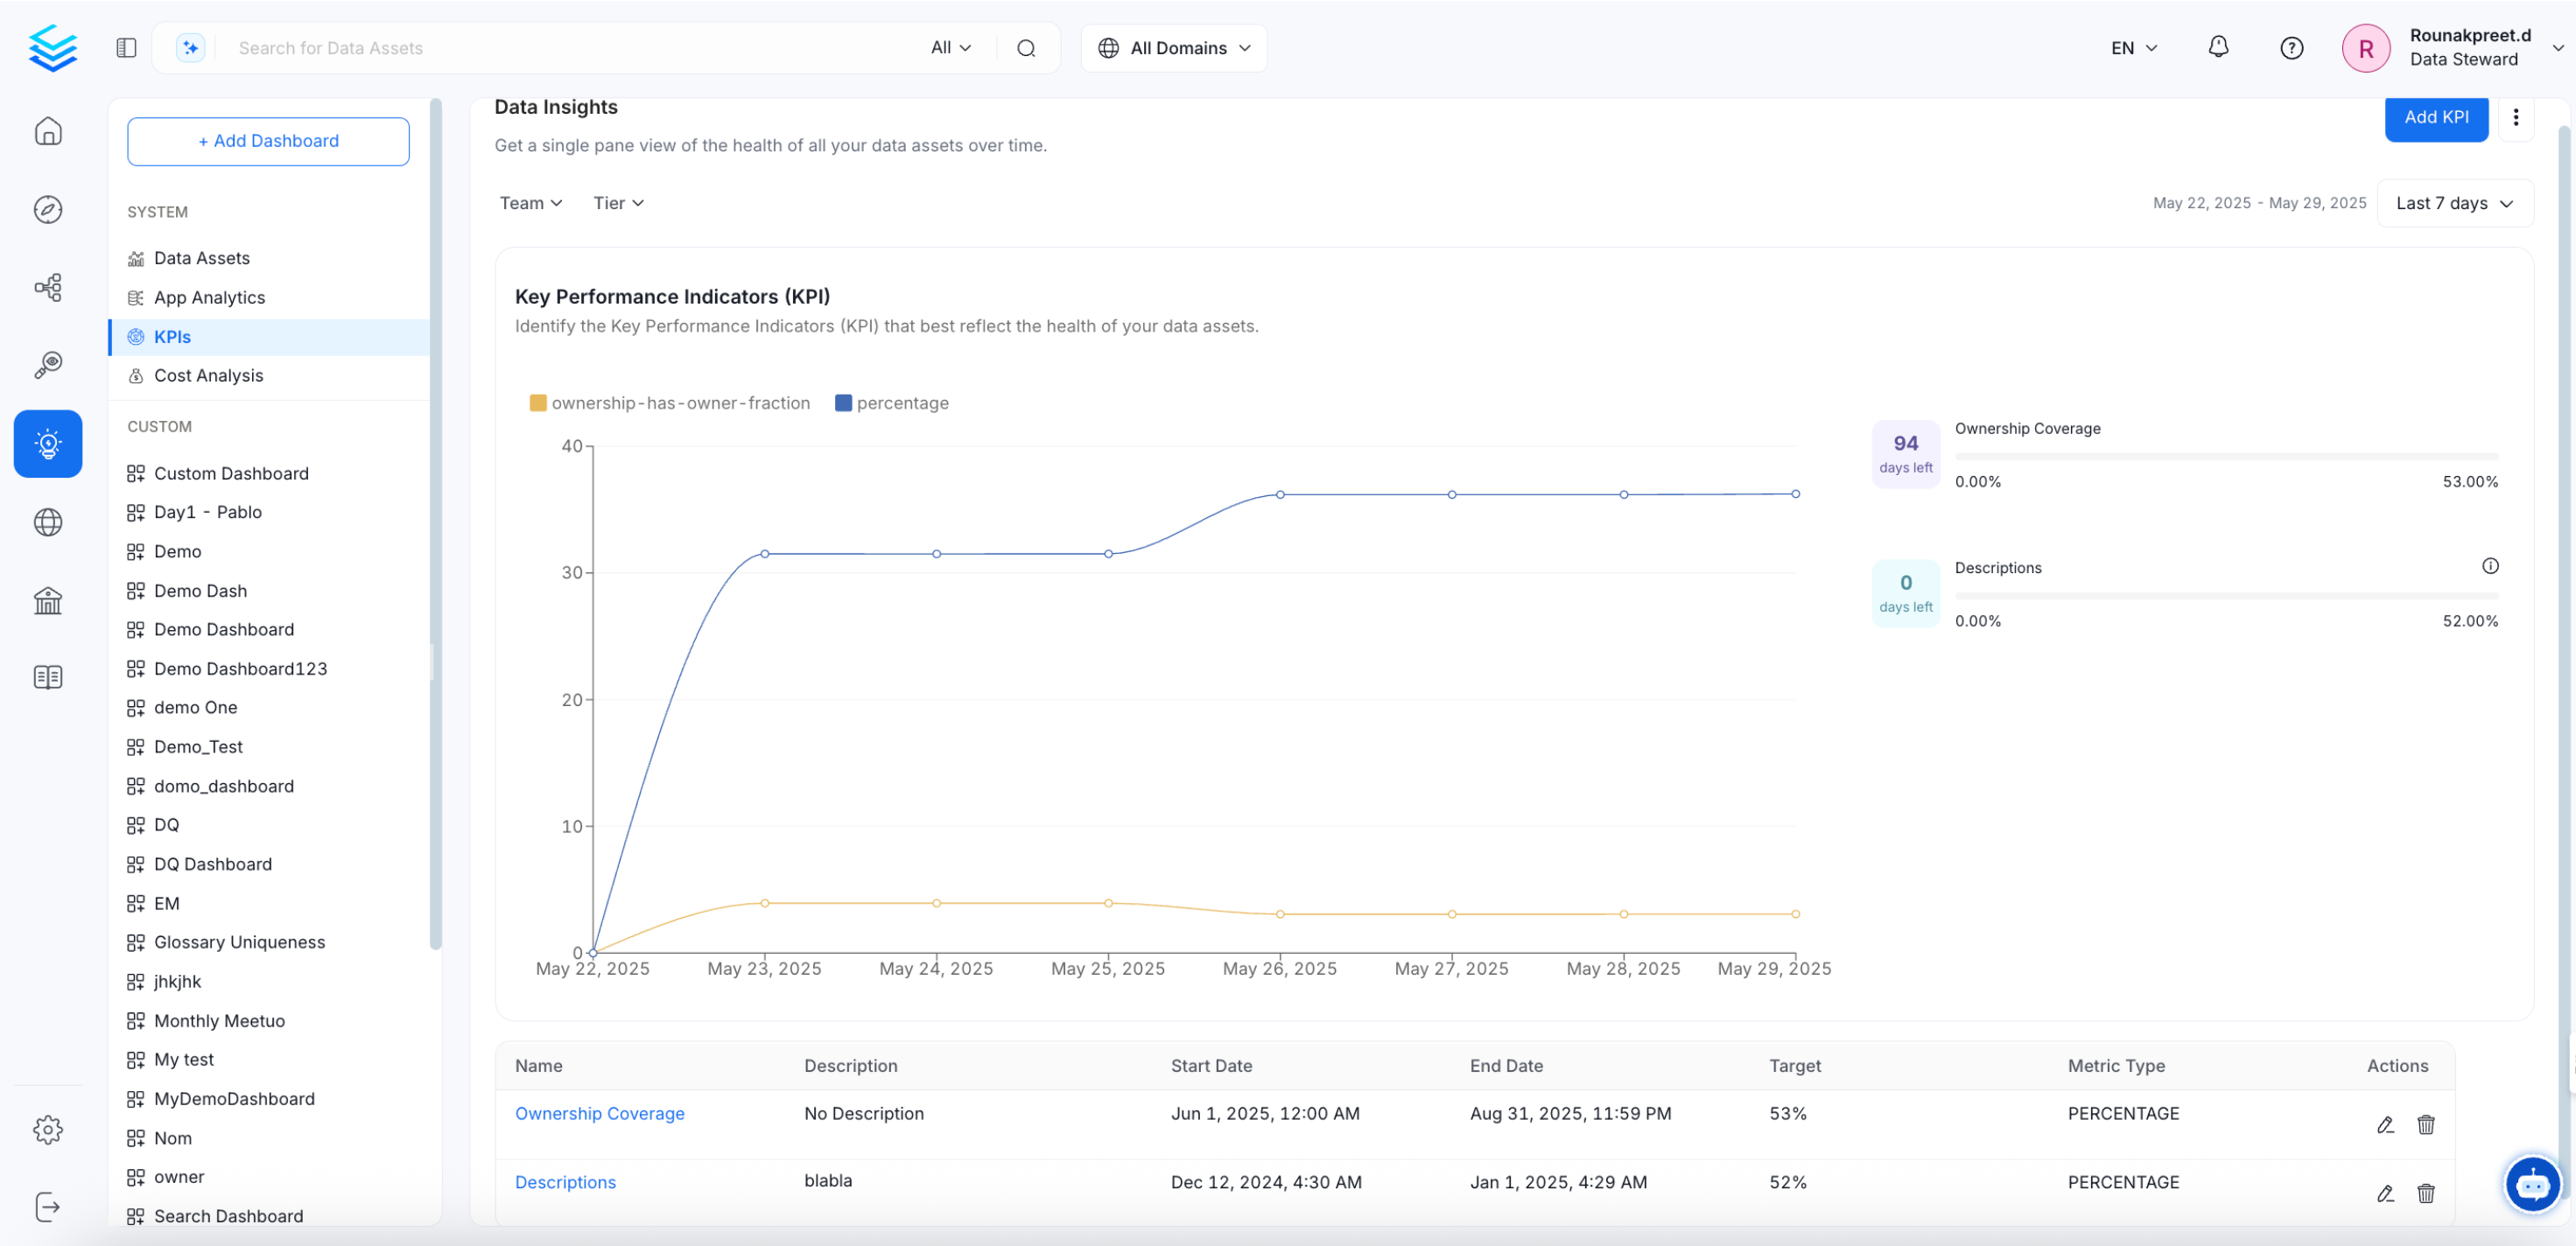 Search for Data Assets
All
All Domains
EN
R
Rounakpreet.d
Data Steward
+ Add Dashboard
SYSTEM
Data Assets
App Analytics
KPIs
Cost Analysis
CUSTOM
Custom Dashboard
Day1 - Pablo
Demo
Demo Dash
Demo Dashboard
Demo Dashboard123
demo One
Demo_Test
domo_dashboard
DQ
DQ Dashboard
EM
Glossary Uniqueness
jhkjhk
Monthly Meetuo
My test
MyDemoDashboard
Nom
owner
Search Dashboard
Data Insights
Get a single pane view of the health of all your data assets over time.
Add KPI
Team
Tier
May 22, 2025 - May 29, 2025
Last 7 days
Key Performance Indicators (KPI)
Identify the Key Performance Indicators (KPI) that best reflect the health of your data assets.
ownership-has-owner-fraction
percentage
40
30
20
10
0
May 22, 2025
May 23, 2025
May 24, 2025
May 25, 2025
May 26, 2025
May 27, 2025
May 28, 2025
May 29, 2025
94
days left
Ownership Coverage
0.00%
53.00%
0
days left
Descriptions
0.00%
52.00%
Name Description Start Date End Date Target Metric Type Actions
Ownership Coverage No Description Jun 1, 2025, 12:00 AM Aug 31, 2025, 11:59 PM 53% PERCENTAGE
Descriptions blabla Dec 12, 2024, 4:30 AM Jan 1, 2025, 4:29 AM 52% PERCENTAGE